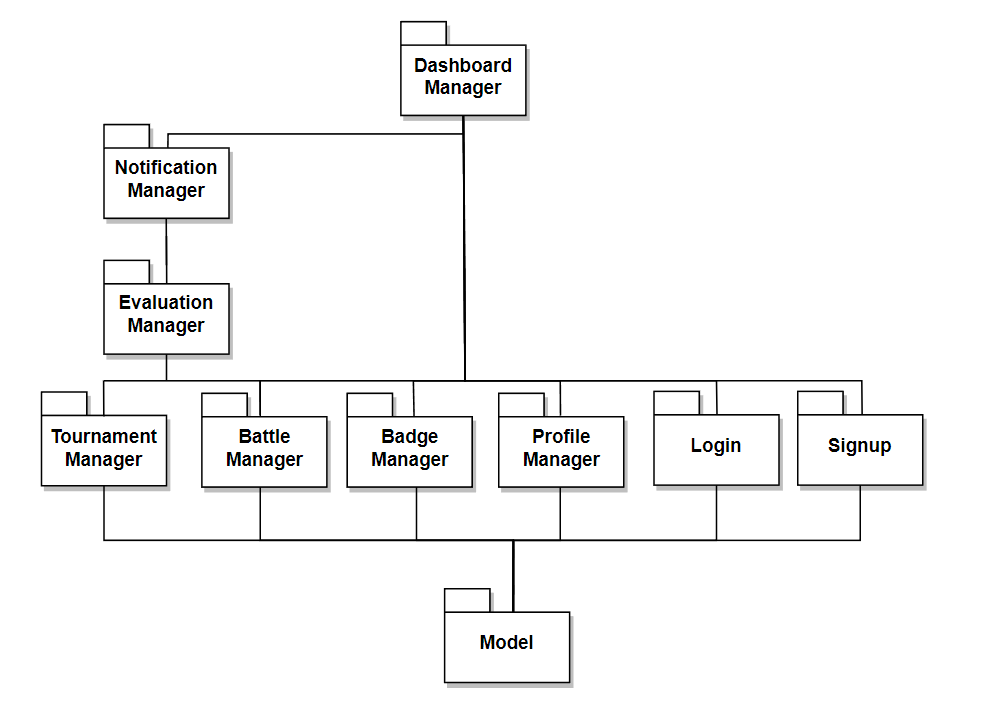 Dashboard
Manager
Notification
Manager
Evaluation
Manager
Tournament
Manager
Battle
Manager
Badge
Manager
Profile
Manager
Login
Signup
Model